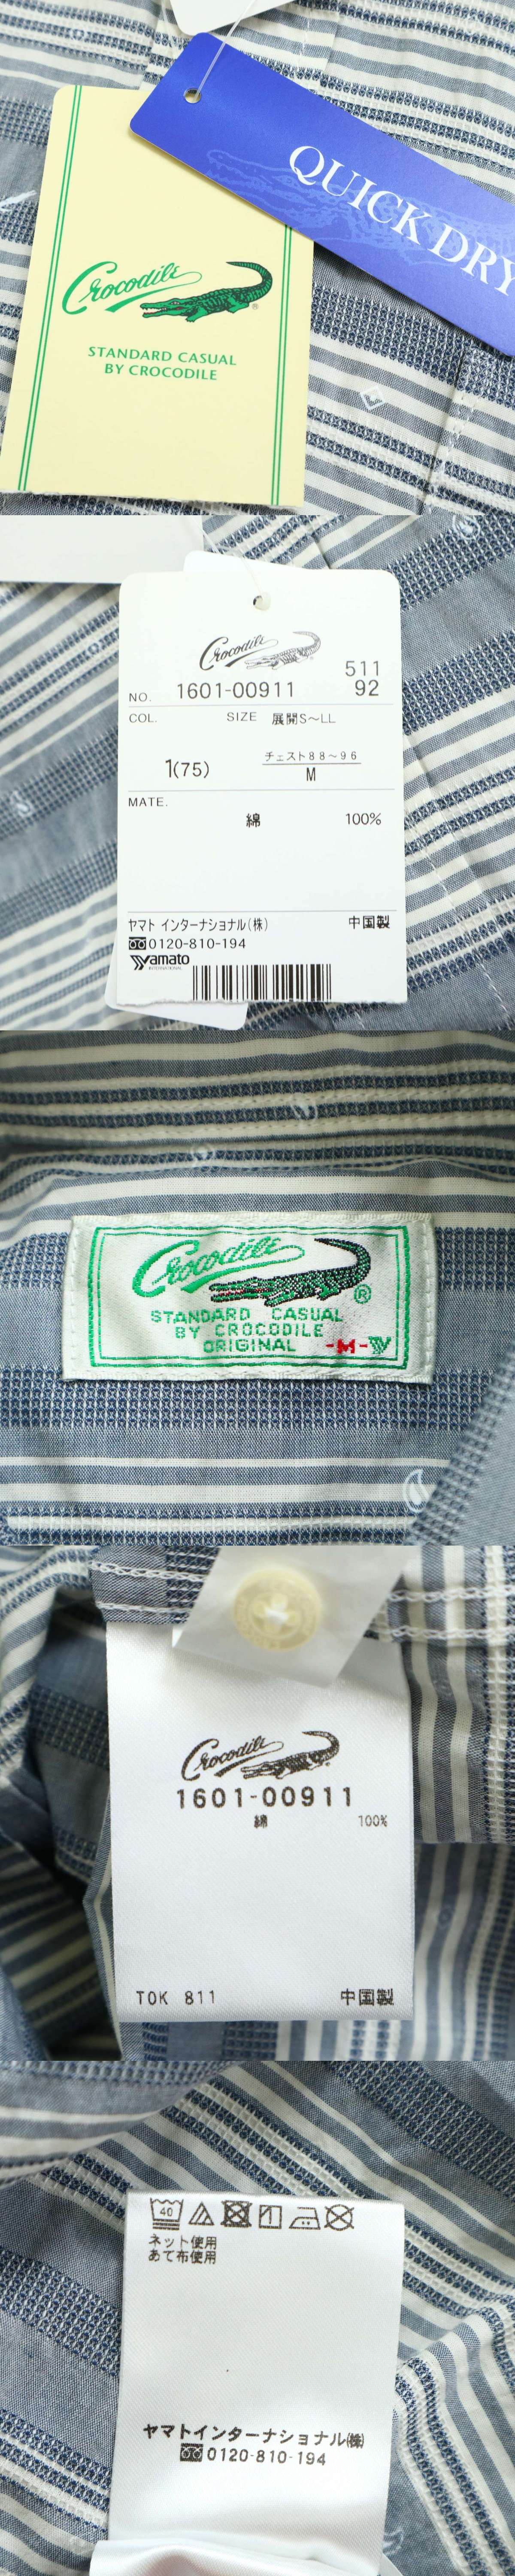 QUICK DRY
Crocodile
®
STANDARD CASUAL
BY CROCODILE
Crocodile
511
NO. 1601-00911 92
COL. SIZE 展開S～LL
チェスト88～96
1(75) M
MATE.
綿 100%
ヤマト インターナショナル(株) 中国製
0120-810-194
Yamato
INTERNATIONAL
Crocodile
®
STANDARD CASUAL
BY CROCODILE
ORIGINAL -M-
Crocodile
1601-00911
綿 100%
TOK 811 中国製
40
ネット使用
あて布使用
ヤマトインターナショナル㈱
0120-810-194